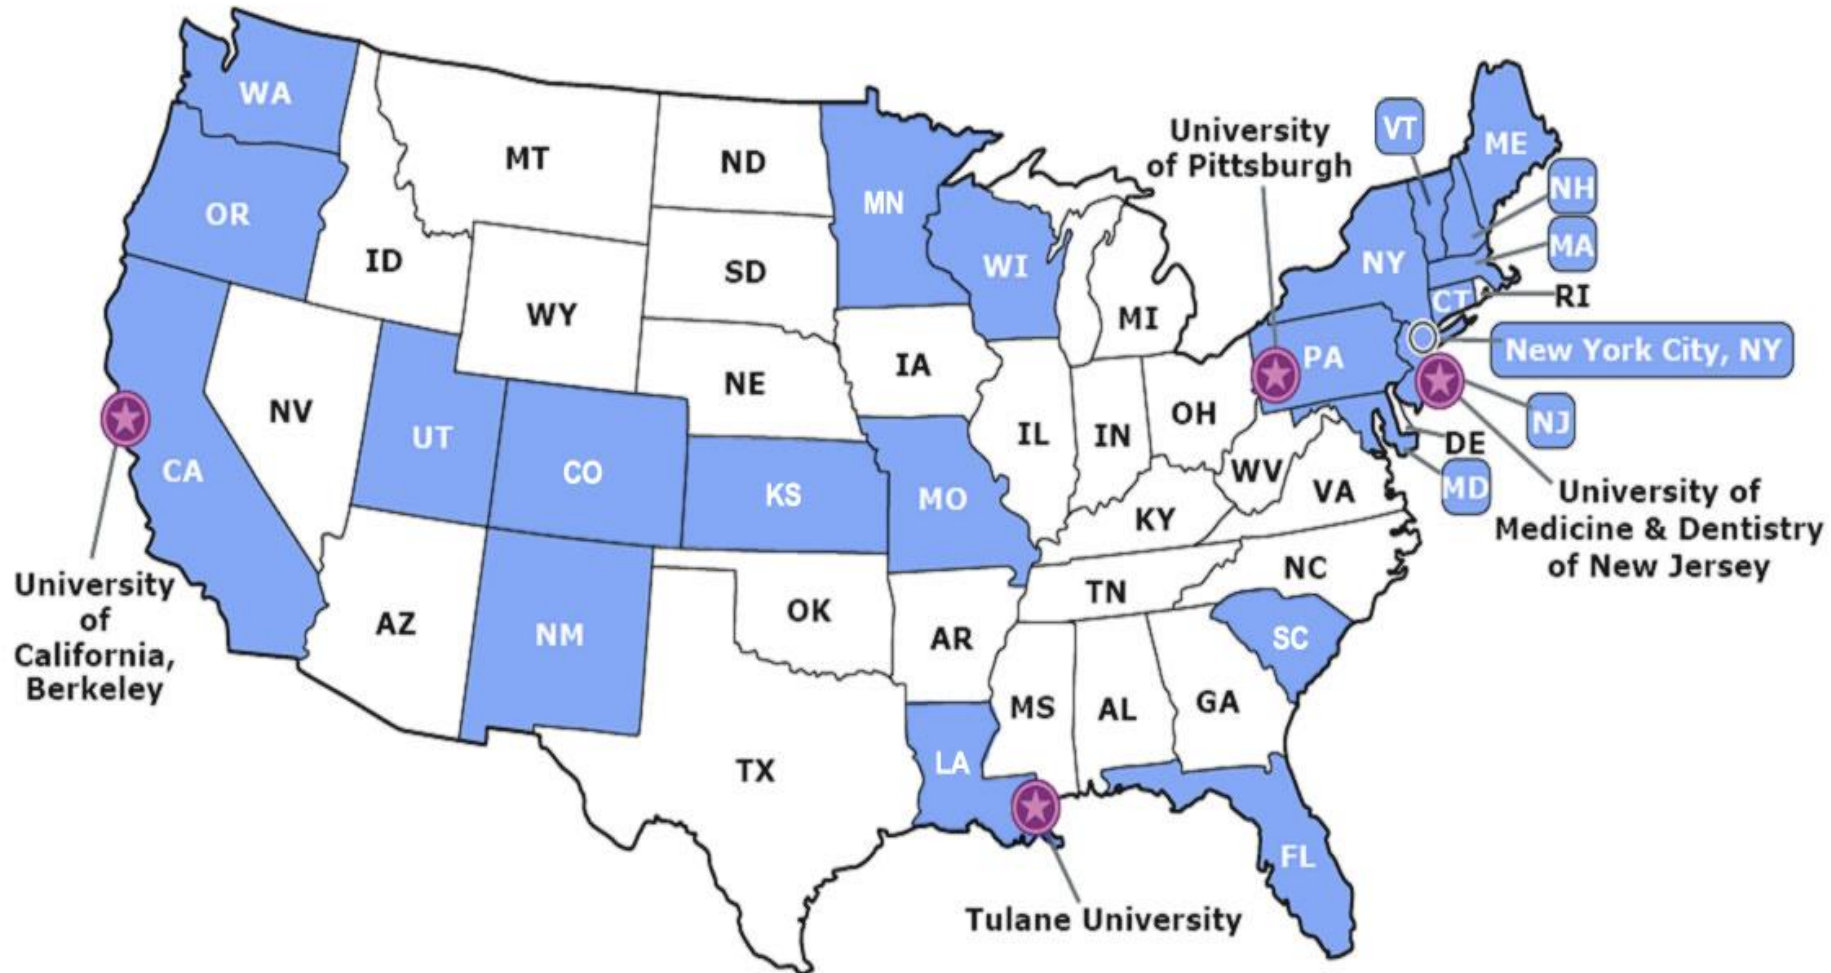 WA
MT
ND
MN
University
of Pittsburgh
VT
ME
NH
MA
OR
ID
SD
WI
NY
WY
MI
CT
RI
New York City, NY
NE
IA
PA
NV
UT
CO
KS
MO
IL
IN
OH
NJ
DE
MD
CA
WV
VA
KY
University of
Medicine & Dentistry
of New Jersey
University
of
California,
Berkeley
AZ
NM
OK
AR
TN
NC
SC
MS
AL
GA
TX
LA
FL
Tulane University